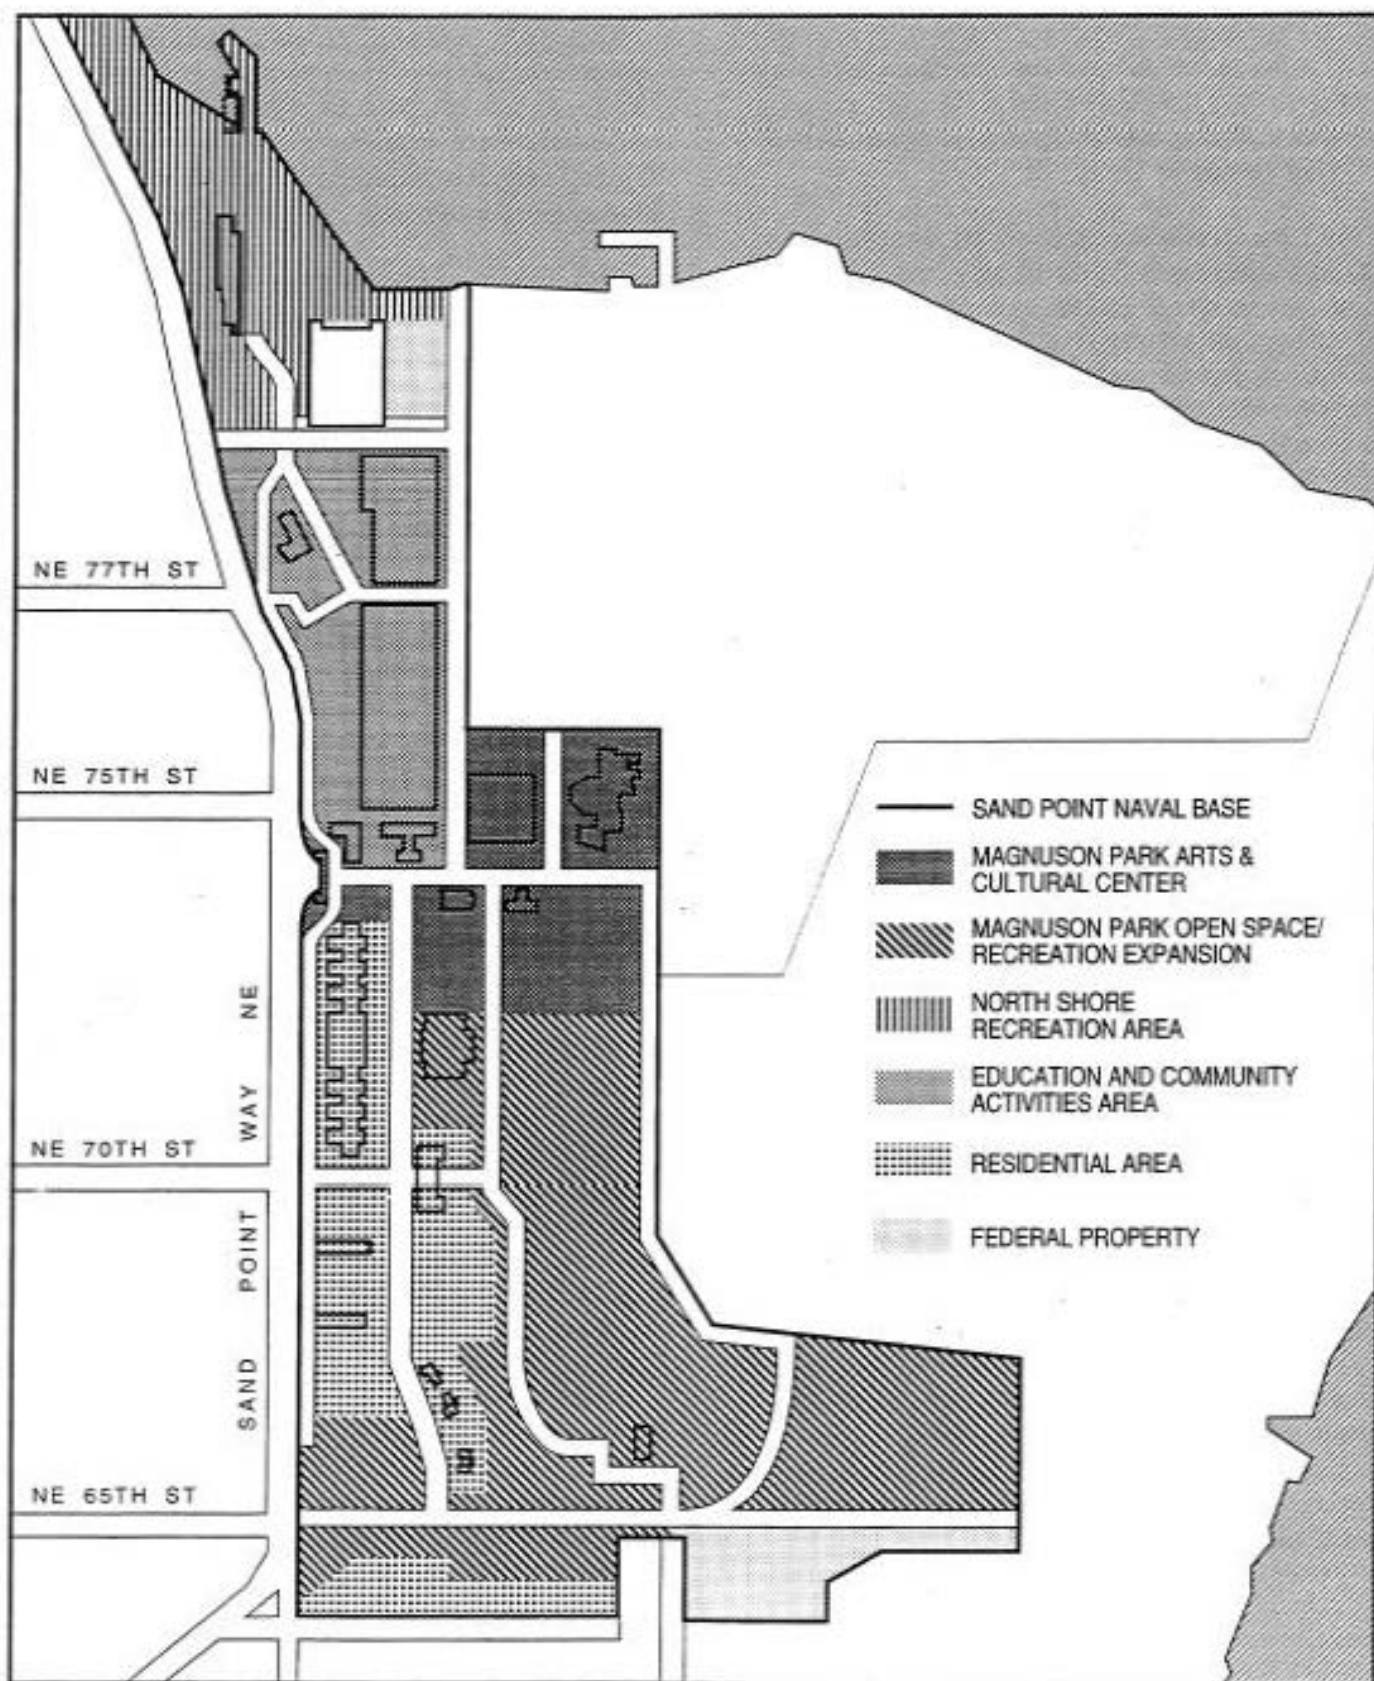 NE 77TH ST
NE 75TH ST
SAND POINT NAVAL BASE
MAGNUSON PARK ARTS &
CULTURAL CENTER
MAGNUSON PARK OPEN SPACE/
RECREATION EXPANSION
NORTH SHORE
RECREATION AREA
EDUCATION AND COMMUNITY
ACTIVITIES AREA
RESIDENTIAL AREA
FEDERAL PROPERTY
NE 70TH ST
SAND POINT WAY NE
NE 65TH ST